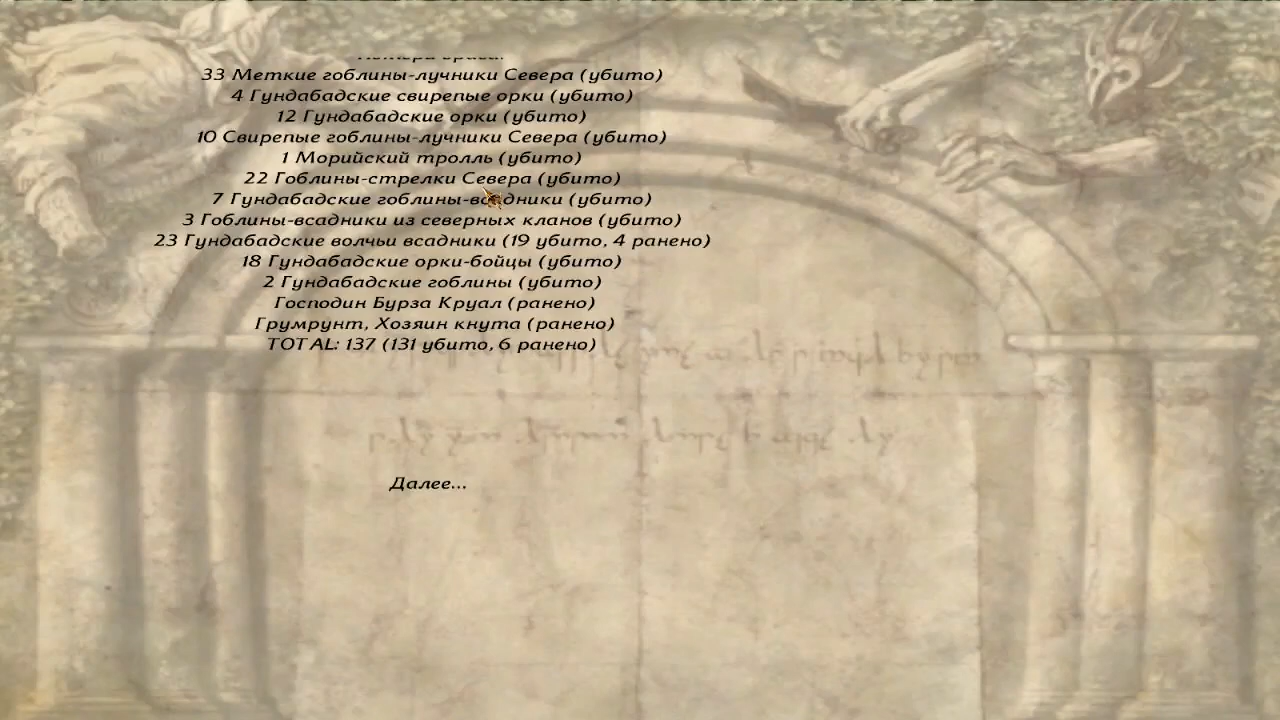 33 Меткие гоблины-лучники Севера (убито)
4 Гундабадские свирепые орки (убито)
12 Гундабадские орки (убито)
10 Свирепые гоблины-лучники Севера (убито)
1 Морийский тролль (убито)
22 Гоблины-стрелки Севера (убито)
7 Гундабадские гоблины-всадники (убито)
3 Гоблины-всадники из северных кланов (убито)
23 Гундабадские волчьи всадники (19 убито, 4 ранено)
18 Гундабадские орки-бойцы (убито)
2 Гундабадские гоблины (убито)
Господин Бурза Круал (ранено)
Грумрунт, Хозяин кнута (ранено)
TOTAL: 137 (131 убито, 6 ранено)
Далее...